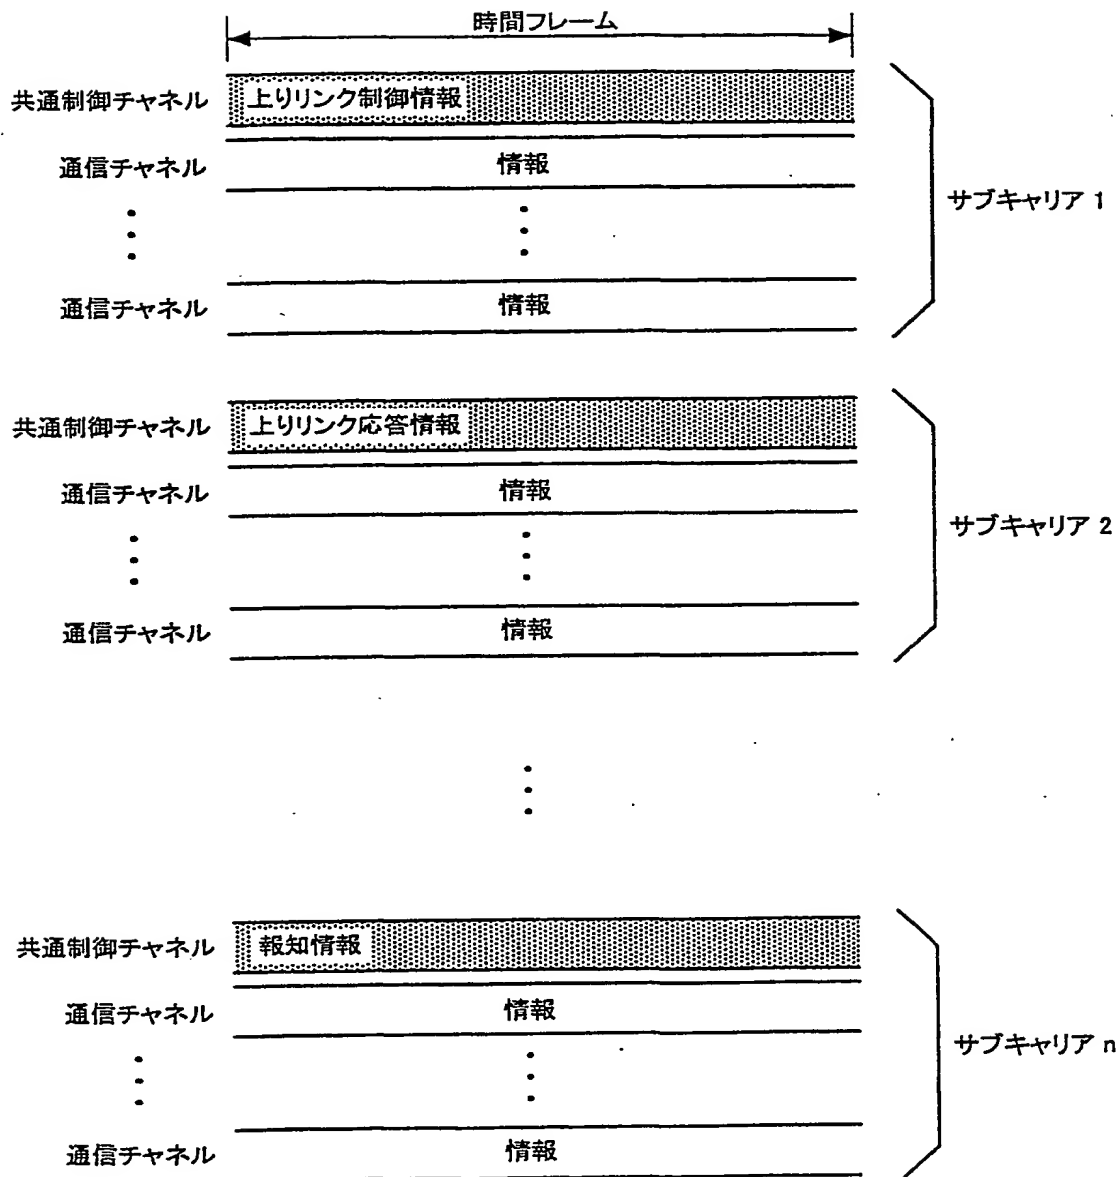 時間フレーム
共通制御チャネル
上りリンク制御情報
通信チャネル
情報
サブキャリア 1
通信チャネル
情報
共通制御チャネル
上りリンク応答情報
通信チャネル
情報
サブキャリア 2
通信チャネル
情報
共通制御チャネル
報知情報
通信チャネル
情報
サブキャリア n
通信チャネル
情報